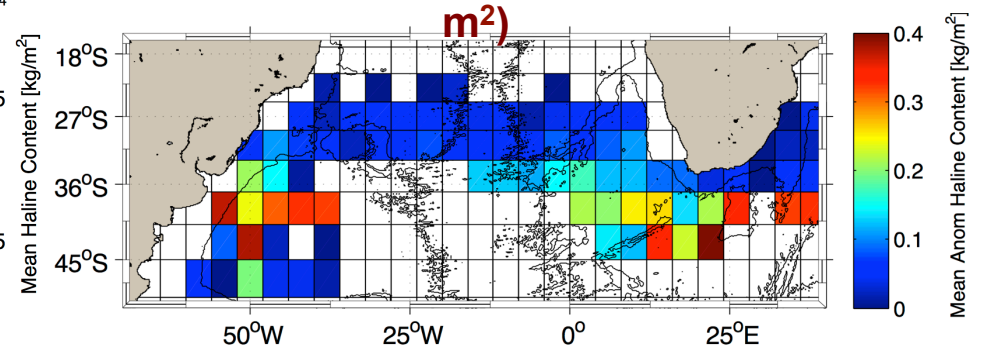 m²)
Mean Haline Content [kg/m²]
18°S
27°S
36°S
45°S
50°W 25°W 0° 25°E
0.4
0.3
0.2
0.1
0
Mean Anom Haline Content [kg/m²]